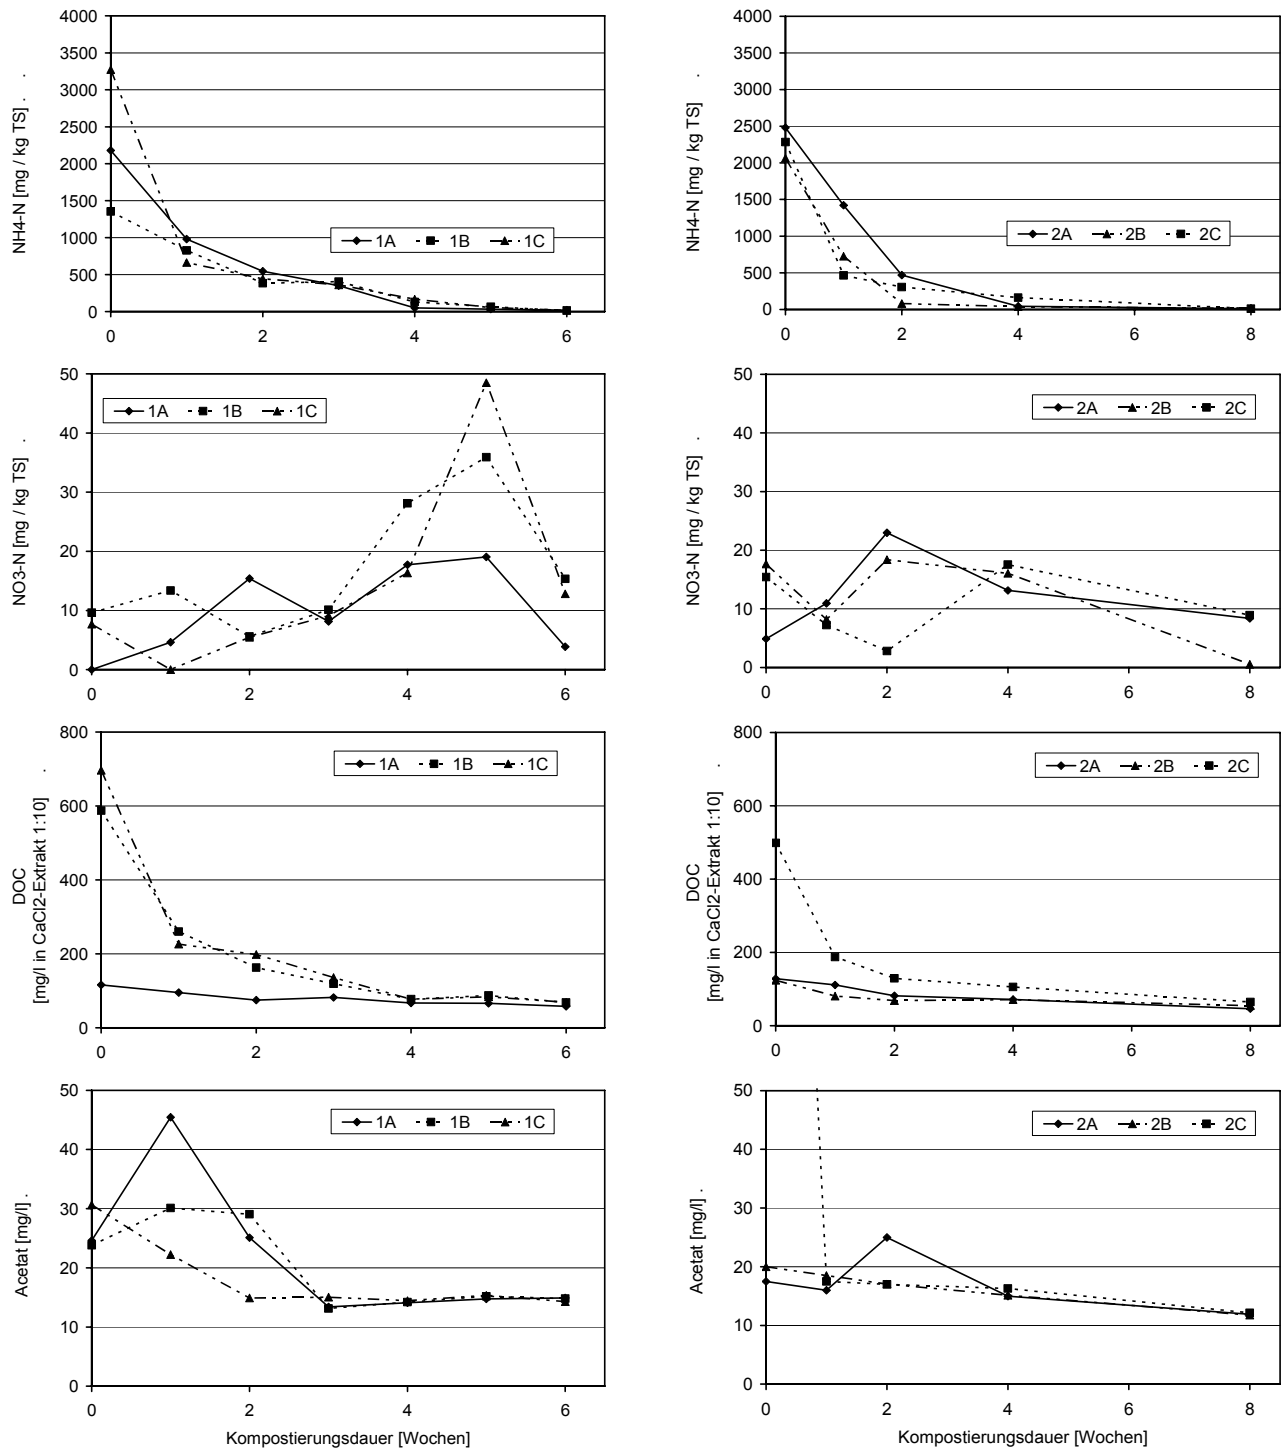 NH4-N [mg / kg TS] . .
4000
3500
3000
2500
2000
1500
1000
500
0
0 2 4 6
1A 1B 1C
NH4-N [mg / kg TS] .
4000
3500
3000
2500
2000
1500
1000
500
0
0 2 4 6 8
2A 2B 2C
NO3-N [mg / kg TS] .
50
40
30
20
10
0
0 2 4 6
1A 1B 1C
NO3-N [mg / kg TS] .
50
40
30
20
10
0
0 2 4 6 8
2A 2B 2C
DOC .
[mg/l in CaCl2-Extrakt 1:10]
800
600
400
200
0
0 2 4 6
1A 1B 1C
DOC .
[mg/l in CaCl2-Extrakt 1:10]
800
600
400
200
0
0 2 4 6 8
2A 2B 2C
Acetat [mg/l] .
50
40
30
20
10
0
0 2 4 6
1A 1B 1C
Kompostierungsdauer [Wochen]
Acetat [mg/l] .
50
40
30
20
10
0
0 2 4 6 8
2A 2B 2C
Kompostierungsdauer [Wochen]